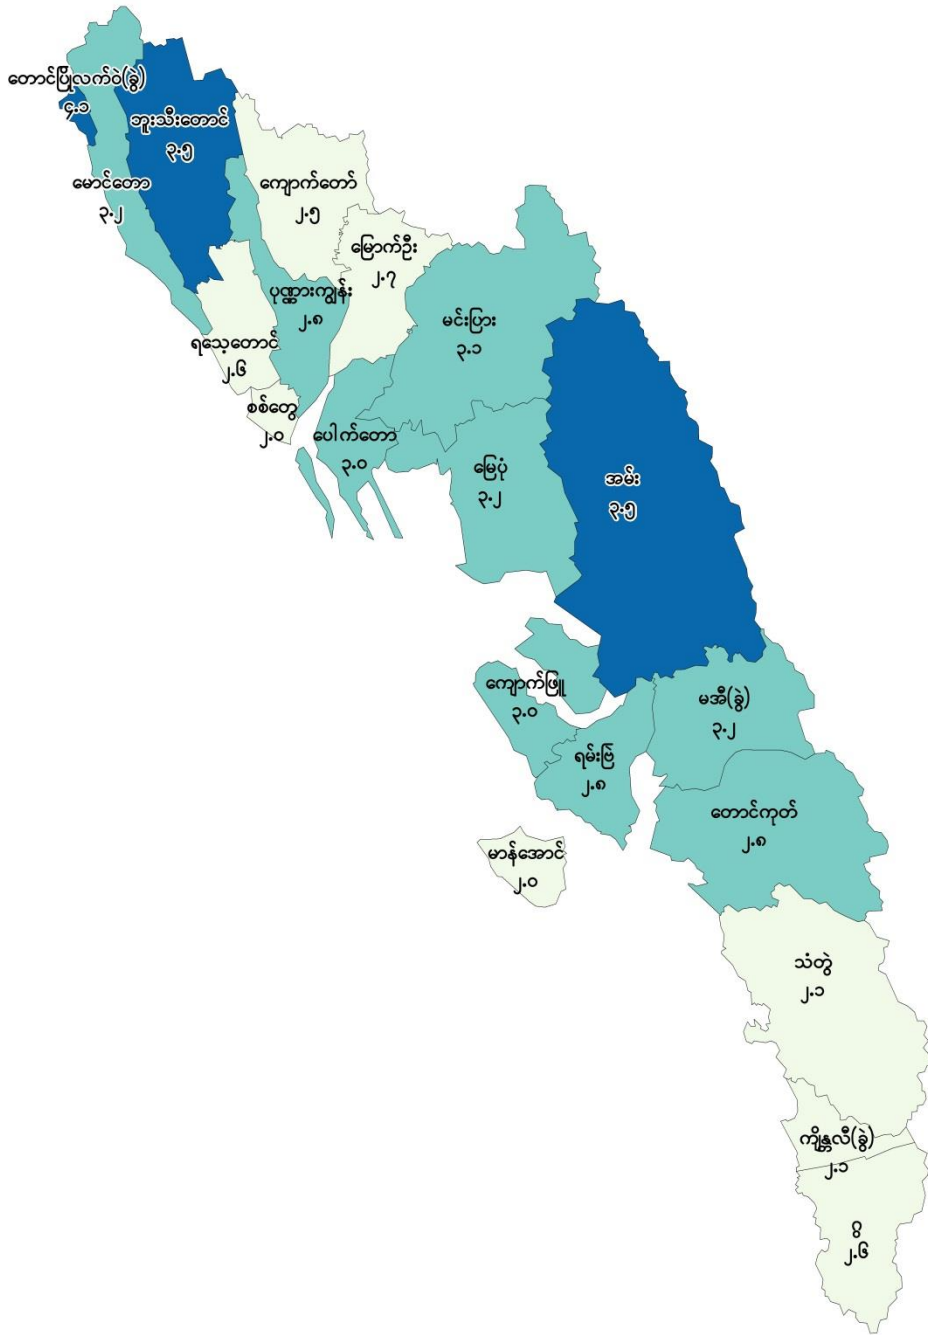 တောင်ပြိုလက်ဝဲ(ခွဲ)
၄.၁
ဘူးသီးတောင်
၃.၅
မောင်တော
၃.၂
ကျောက်တော်
၂.၅
မြောက်ဦး
၂.၇
ပုဏ္ဏားကျွန်း
၂.၈
မင်းပြား
၃.၁
ရသေ့တောင်
၂.၆
စစ်တွေ
၂.၀
ပေါက်တော
၃.၀
မြေပုံ
၃.၂
အမ်း
၃.၅
ကျောက်ဖြူ
၃.၀
မအီ(ခွဲ)
၃.၂
ရမ်းဗြဲ
၂.၈
တောင်ကုတ်
၂.၈
မာန်အောင်
၂.၀
သံတွဲ
၂.၁
ကျိန္တလီ(ခွဲ)
၂.၁
ဂွ
၂.၆